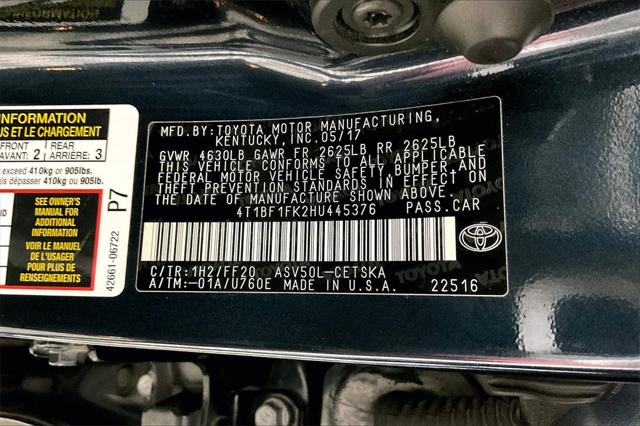 INFORMATION
US ET LE CHARGEMENT
FRONT
AVANT: 2
REAR
ARRIÈRE: 3
exceed 410kg or 905lbs.
is dépasser 410kg ou 905lbs.
SEE OWNER'S
MANUAL FOR
ADDITIONAL
INFORMATION
VOIR LE MANUEL
DE L'USAGER
POUR PLUS DE
RENSEIGNEMENTS
P7
42661-06722
MFD.BY:TOYOTA MOTOR MANUFACTURING,
KENTUCKY,INC.05/17
GVWR 4630LB GAWR FR 2625LB RR 2625LB
THIS VEHICLE CONFORMS TO ALL APPLICABLE
FEDERAL MOTOR VEHICLE SAFETY,BUMPER, AND
THEFT PREVENTION STANDARDS IN EFFECT ON
THE DATE OF MANUFACTURE SHOWN ABOVE.
4T1BF1FK2HU445376 PASS.CAR
C/TR:1H2/FF20 ASV50L-CETSKA
A/TM:-01A/U760E MADE IN U.S.A.
22516